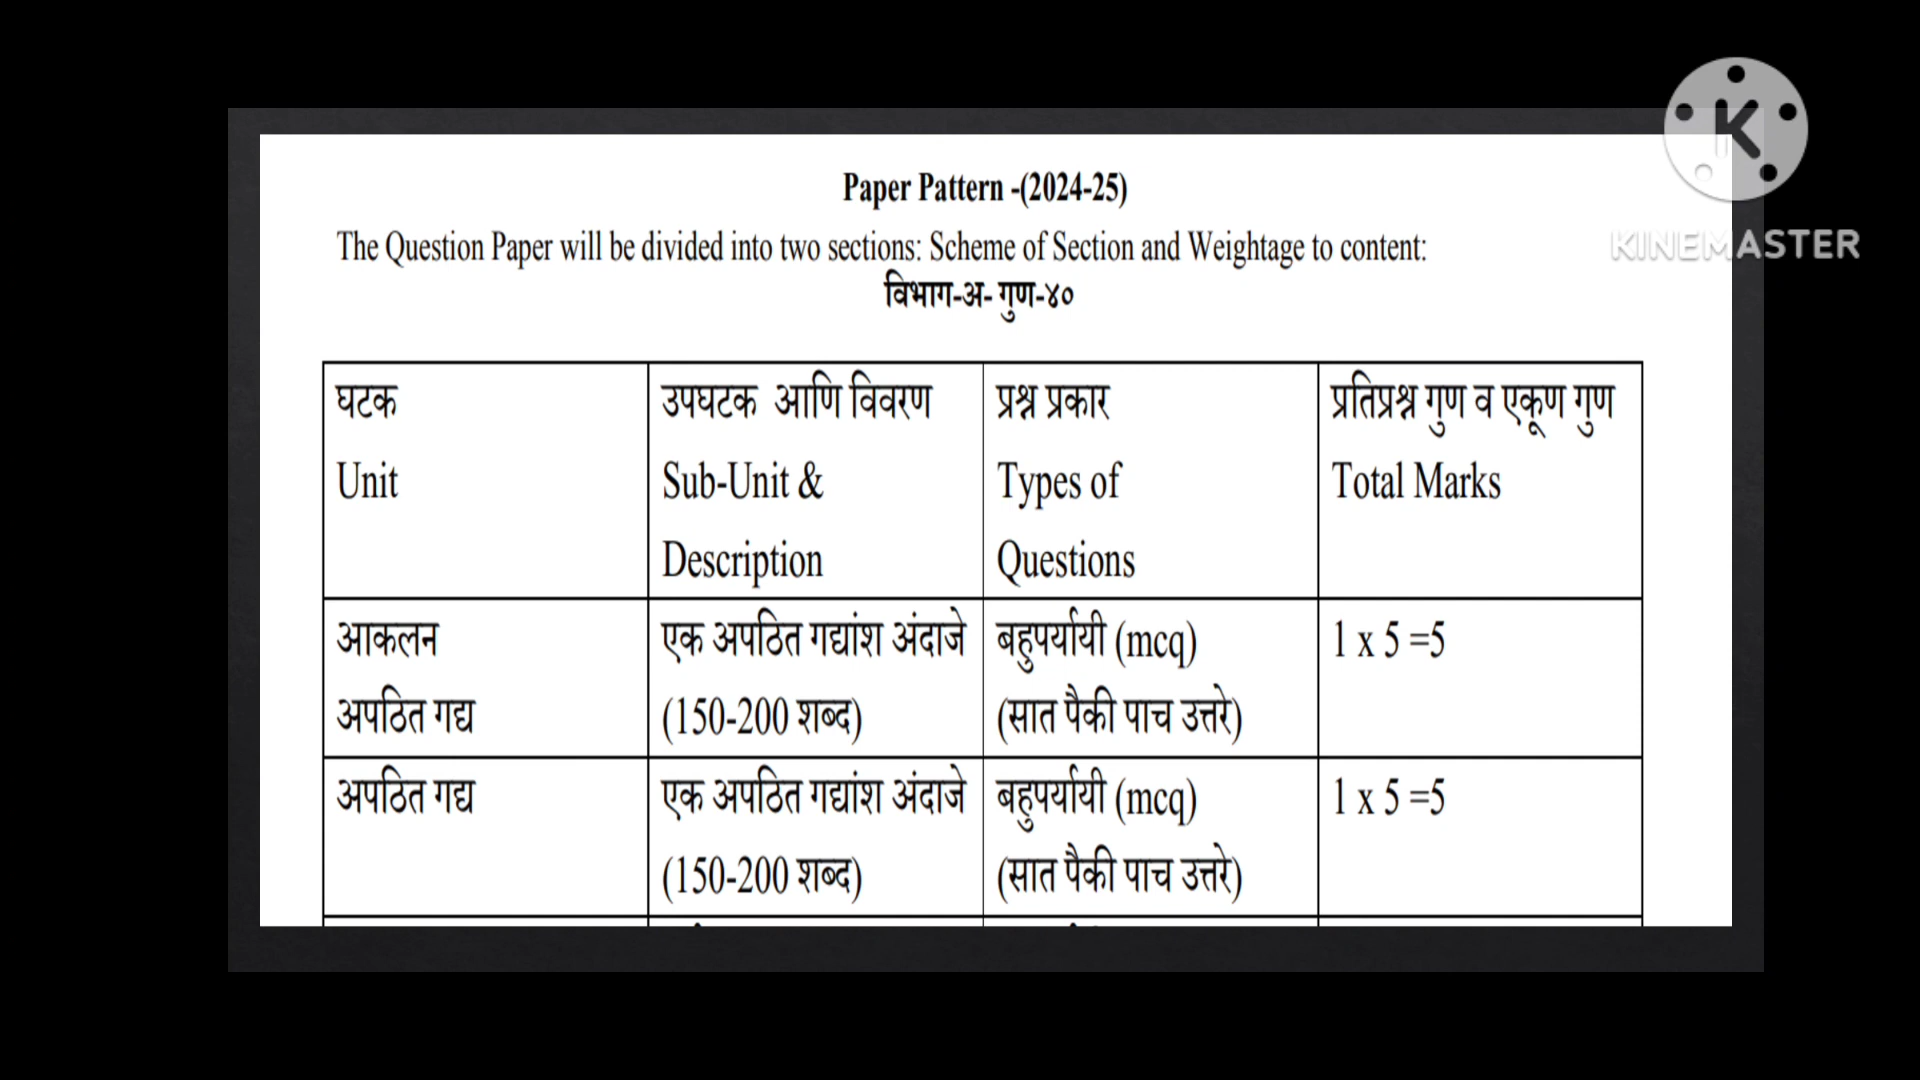 Paper Pattern -(2024-25)
The Question Paper will be divided into two sections: Scheme of Section and Weightage to content:
विभाग-अ- गुण-४०
घटक
Unit
उपघटक आणि विवरण
Sub-Unit &
Description
प्रश्न प्रकार
Types of
Questions
प्रतिप्रश्न गुण व एकूण गुण
Total Marks
आकलन
अपठित गद्य
एक अपठित गद्यांश अंदाजे
(150-200 शब्द)
बहुपर्यायी (mcq)
(सात पैकी पाच उत्तरे)
1 x 5 =5
अपठित गद्य
एक अपठित गद्यांश अंदाजे
(150-200 शब्द)
बहुपर्यायी (mcq)
(सात पैकी पाच उत्तरे)
1 x 5 =5
K
KINEMASTER